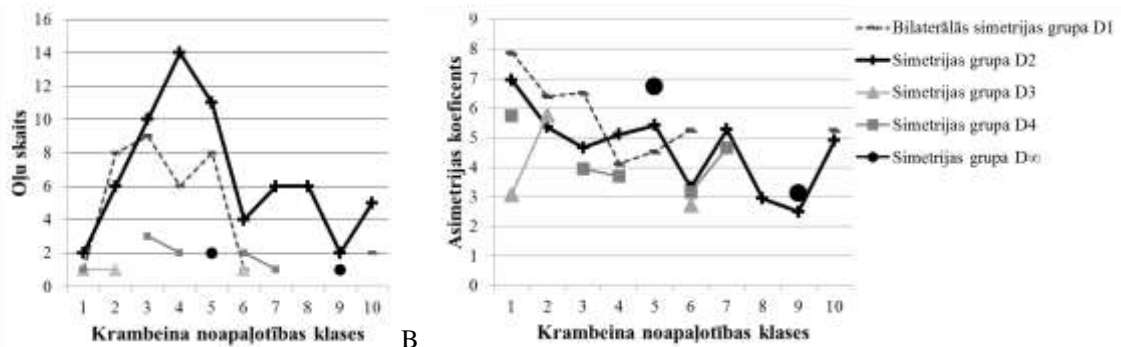 Oļu skaits
16
14
12
10
8
6
4
2
0
1 2 3 4 5 6 7 8 9 10
Krambeina noapaļotības klases
B
Asimetrijas koeficents
9
8
7
6
5
4
3
2
1
0
1 2 3 4 5 6 7 8 9 10
Krambeina noapaļotības klases
Bilaterālās simetrijas grupa D1
Simetrijas grupa D2
Simetrijas grupa D3
Simetrijas grupa D4
Simetrijas grupa D∞